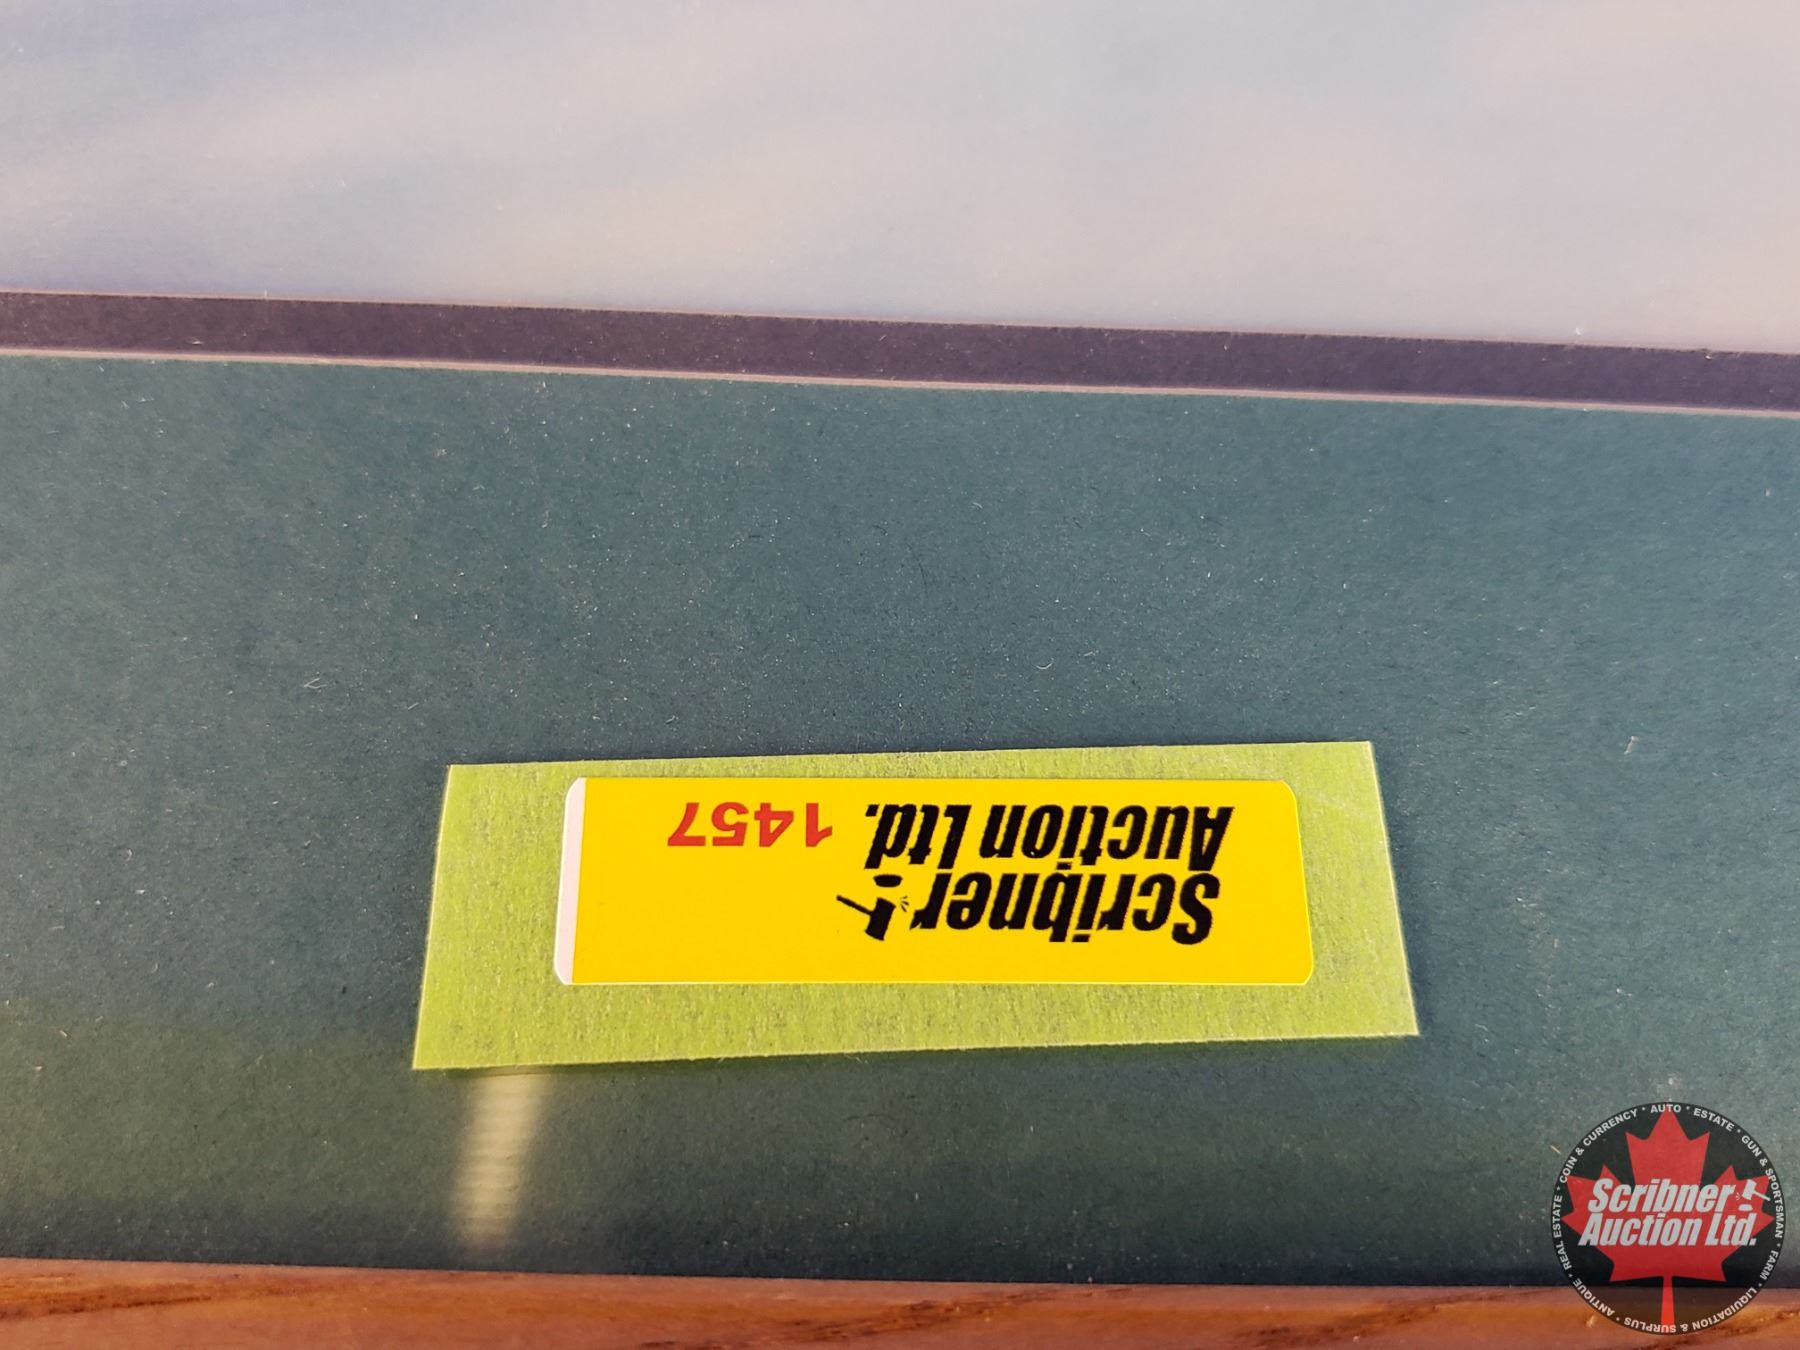 Scribner
Auction Ltd.
1457
ANTIQUE * REAL ESTATE * COIN & CURRENCY * AUTO * ESTATE * GUN & SPORTSMAN * FARM * LIQUIDATION & SURPLUS *
Scribner
Auction Ltd.